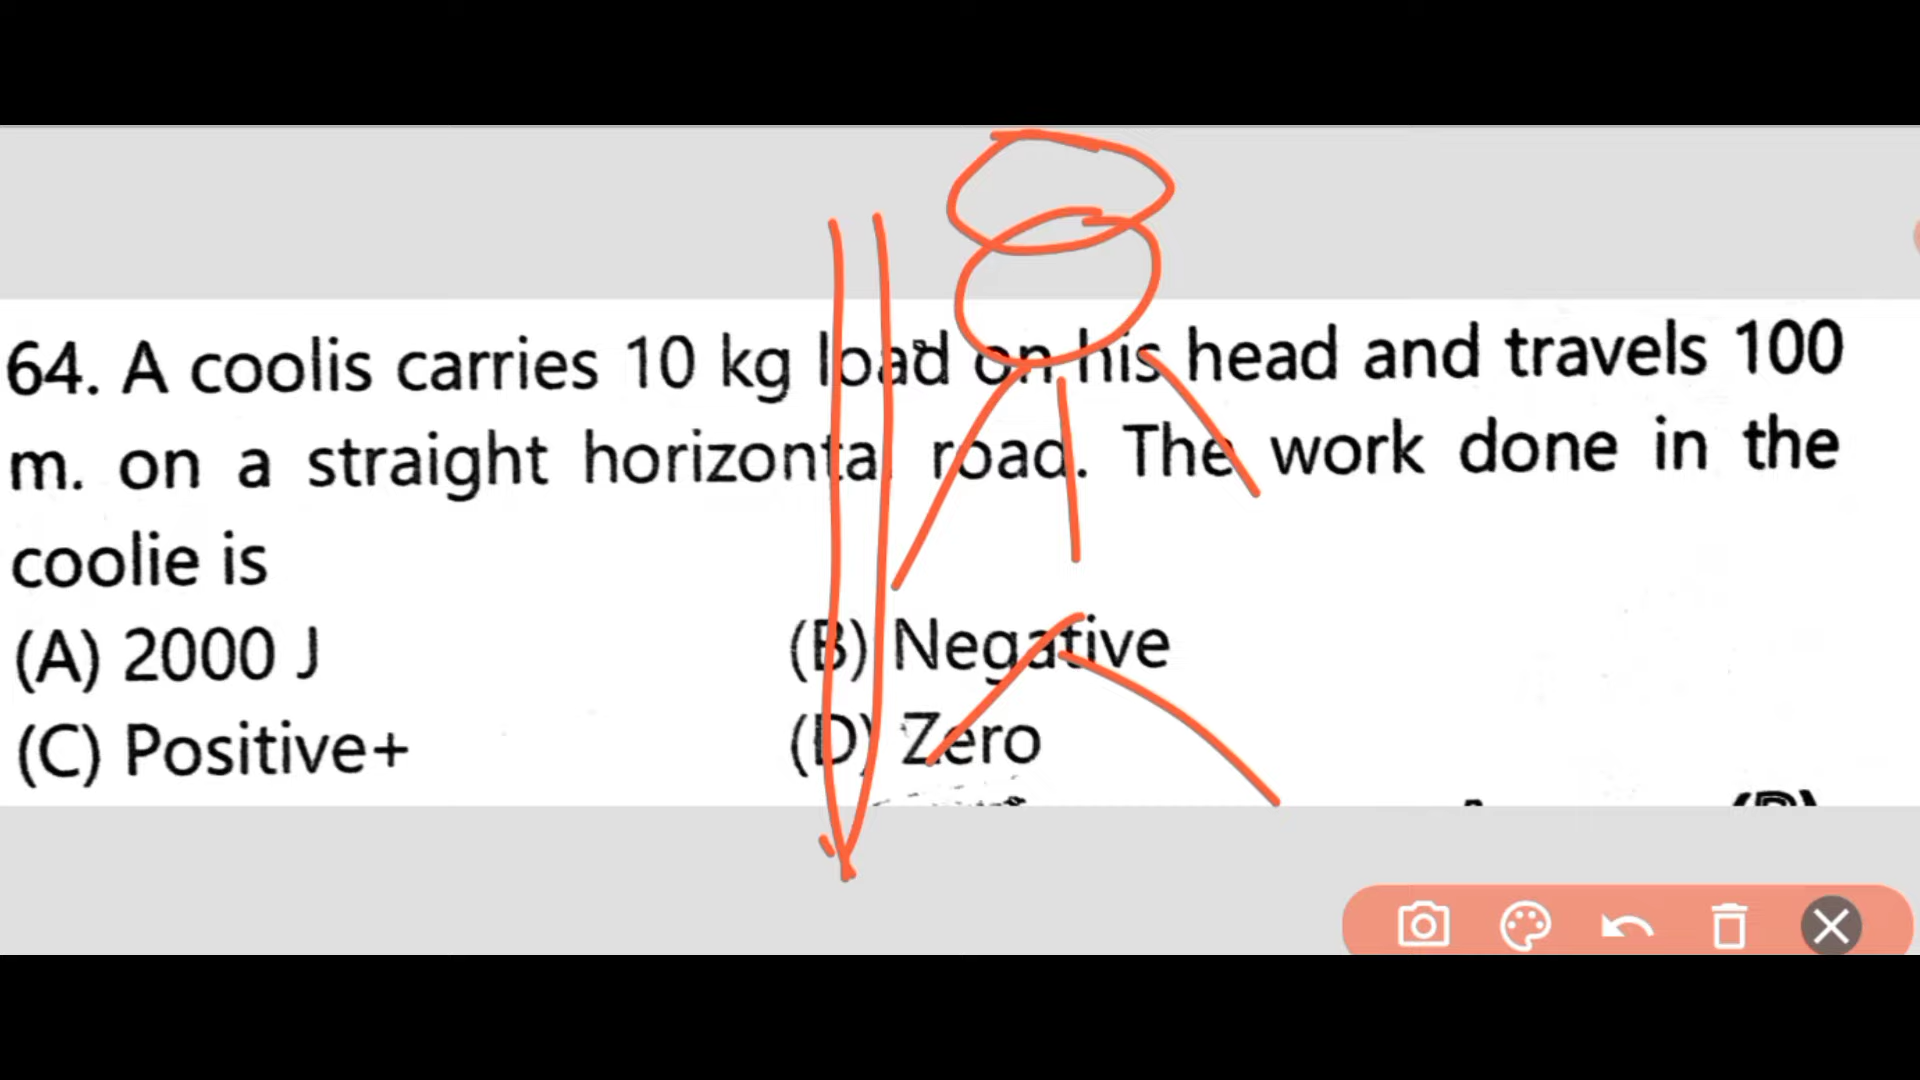 64. A coolis carries 10 kg load on his head and travels 100
m. on a straight horizontal road. The work done in the
coolie is
(A) 2000 J (B) Negative
(C) Positive+ (D) Zero